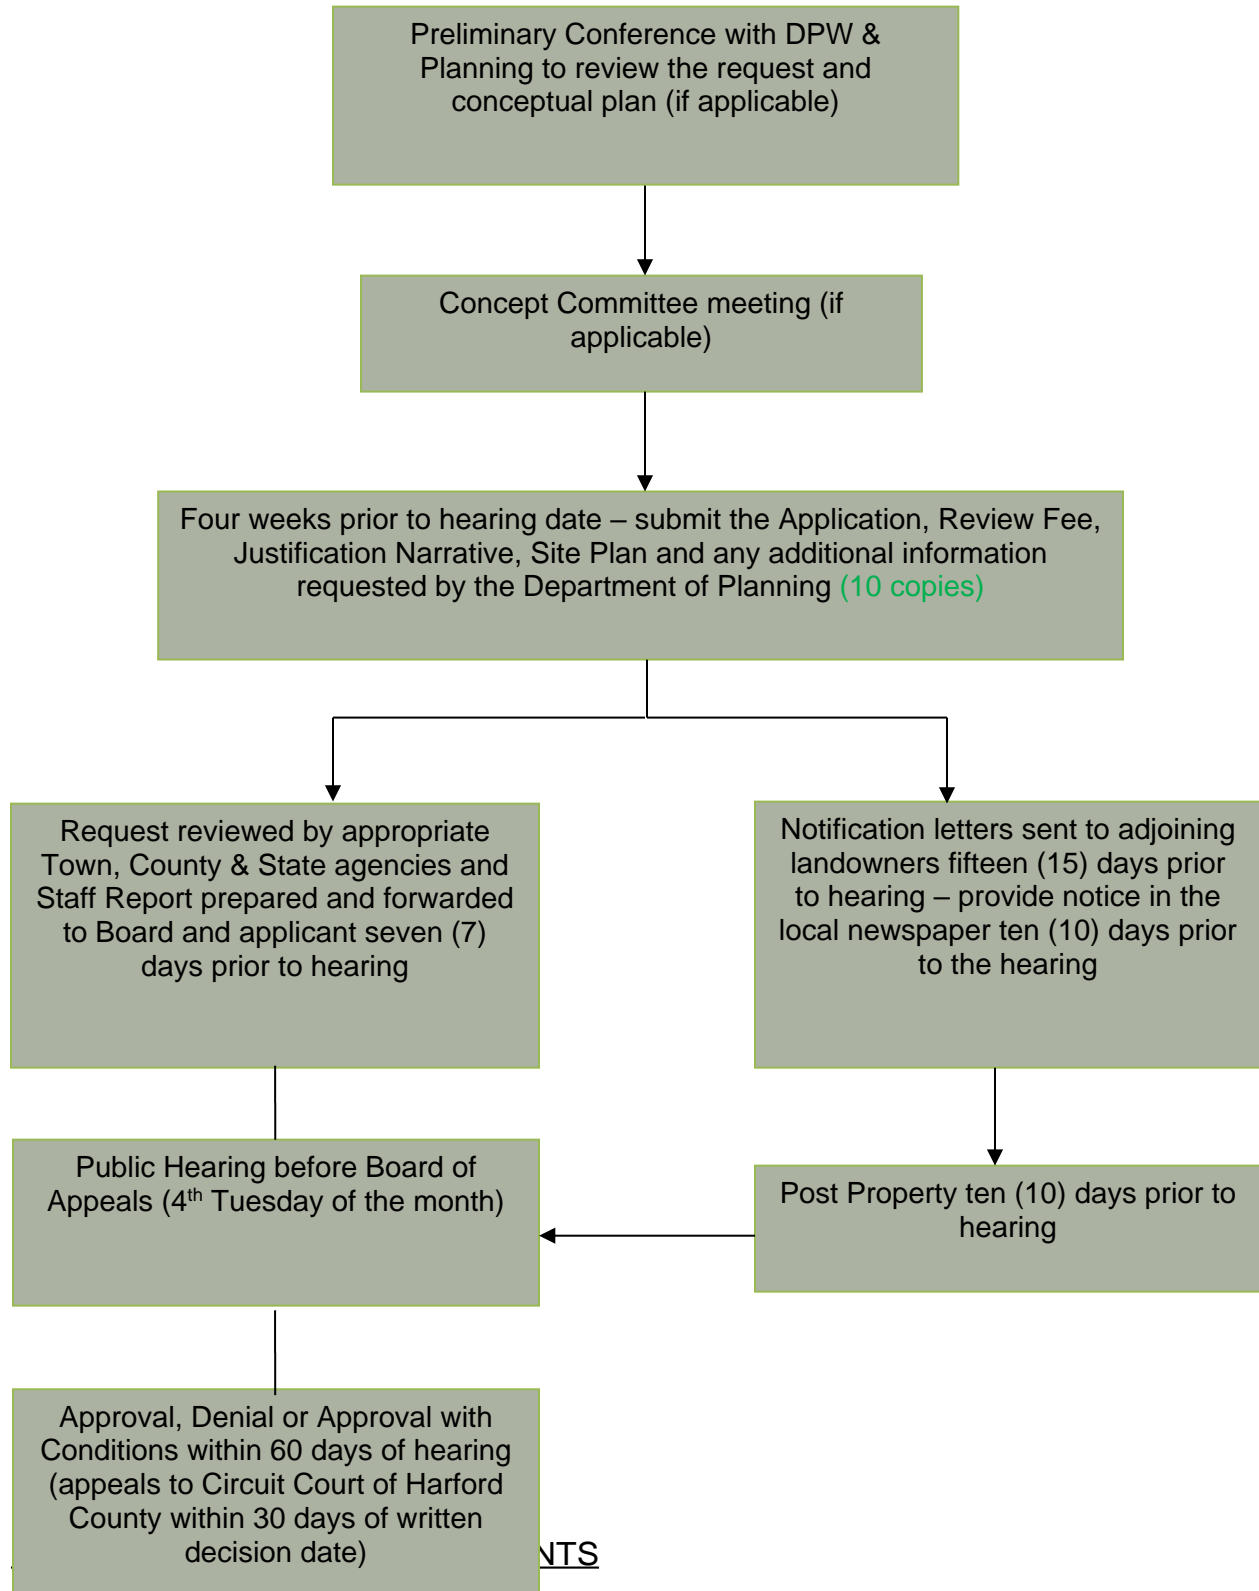 Preliminary Conference with DPW &
Planning to review the request and
conceptual plan (if applicable)
Concept Committee meeting (if
applicable)
Four weeks prior to hearing date – submit the Application, Review Fee,
Justification Narrative, Site Plan and any additional information
requested by the Department of Planning (10 copies)
Request reviewed by appropriate
Town, County & State agencies and
Staff Report prepared and forwarded
to Board and applicant seven (7)
days prior to hearing
Notification letters sent to adjoining
landowners fifteen (15) days prior
to hearing – provide notice in the
local newspaper ten (10) days prior
to the hearing
Public Hearing before Board of
Appeals (4th Tuesday of the month)
Post Property ten (10) days prior to
hearing
Approval, Denial or Approval with
Conditions within 60 days of hearing
(appeals to Circuit Court of Harford
County within 30 days of written
decision date)